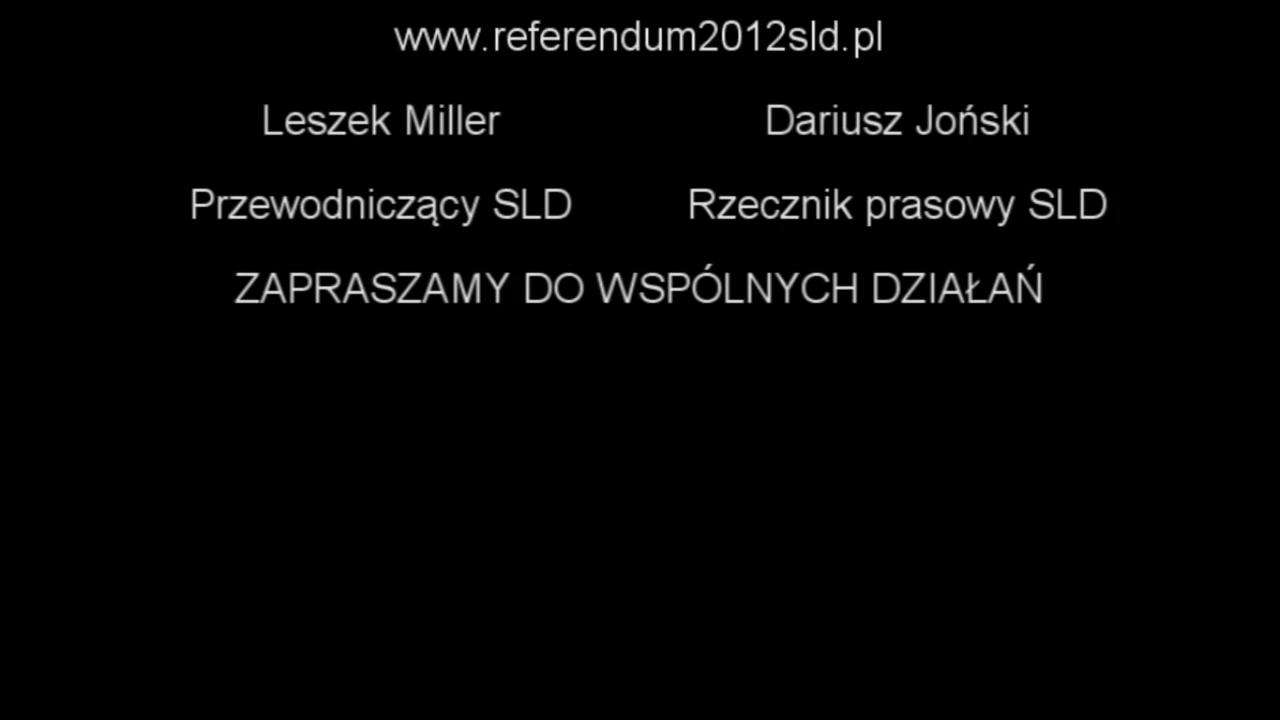 www.referendum2012sld.pl
Leszek Miller Dariusz Joński
Przewodniczący SLD Rzecznik prasowy SLD
ZAPRASZAMY DO WSPÓLNYCH DZIAŁAŃ